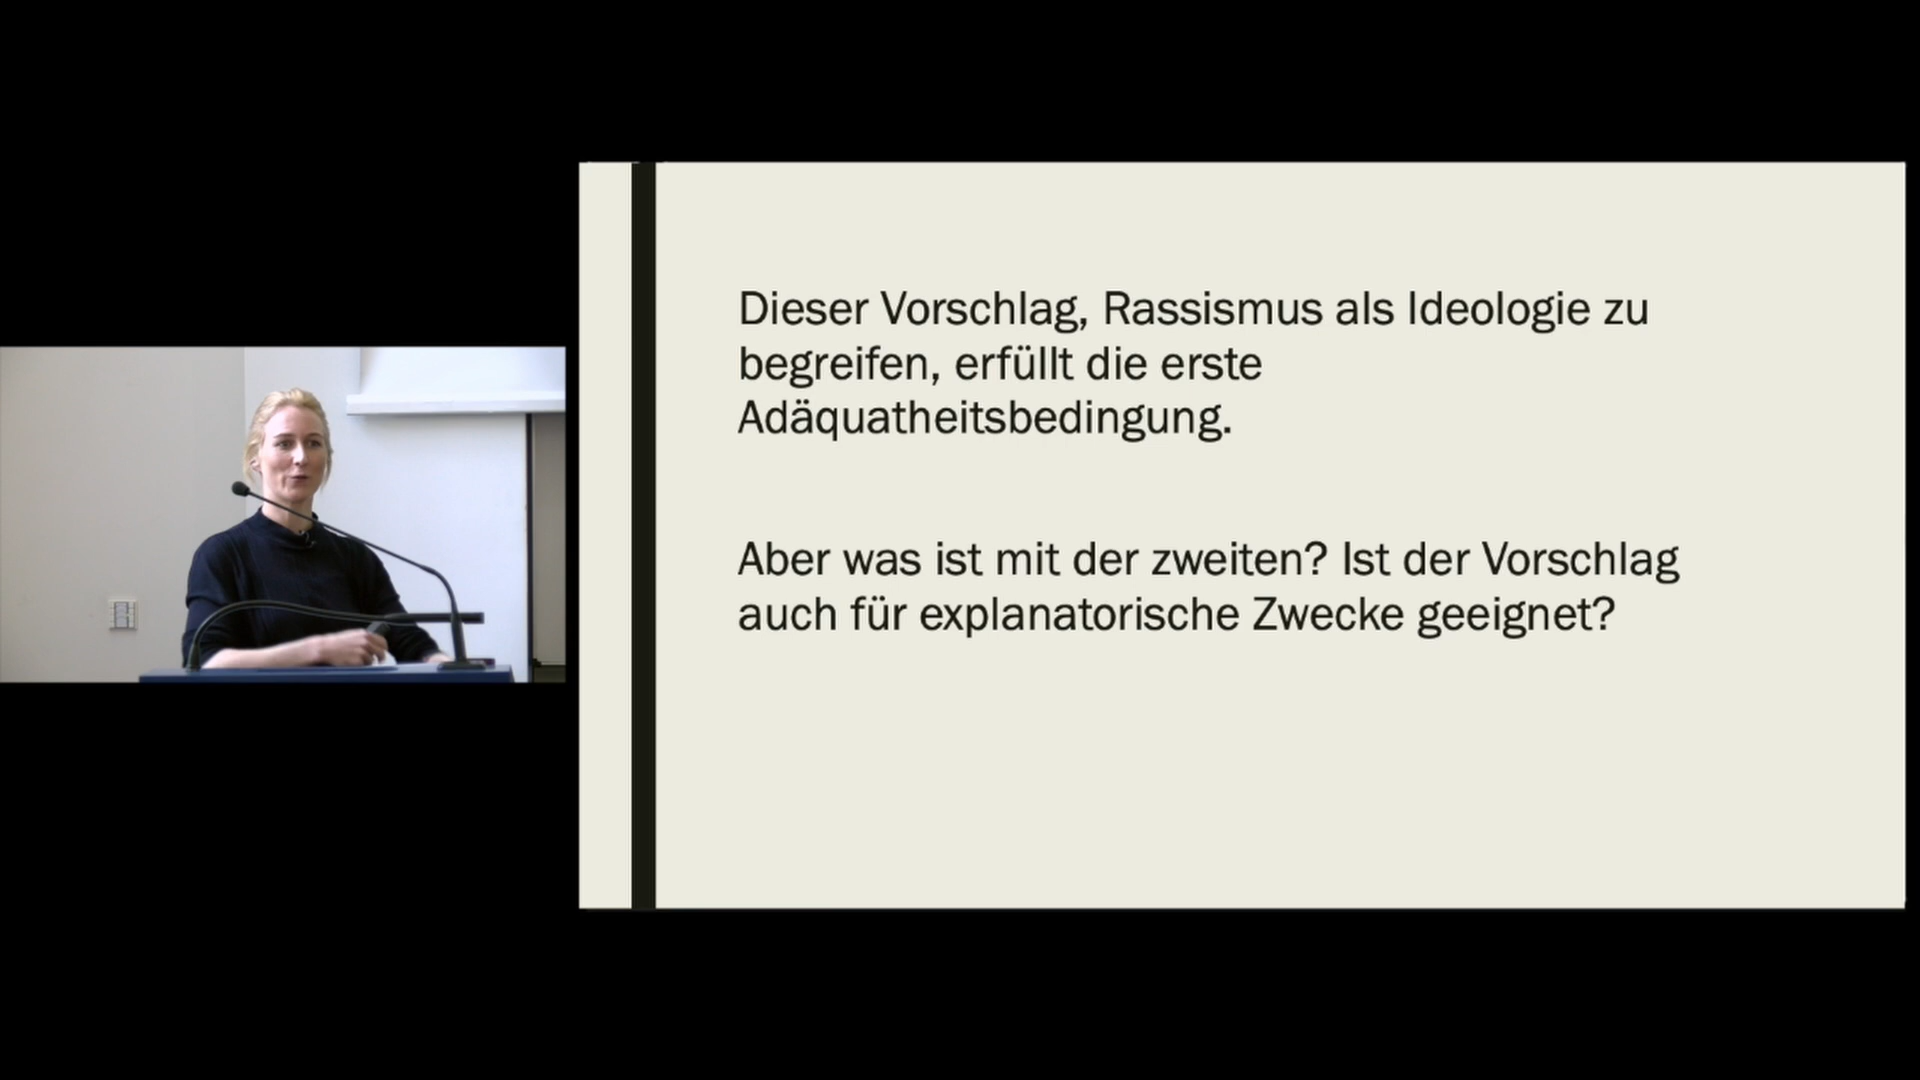 Dieser Vorschlag, Rassismus als Ideologie zu
begreifen, erfüllt die erste
Adäquatheitsbedingung.
Aber was ist mit der zweiten? Ist der Vorschlag
auch für explanatorische Zwecke geeignet?